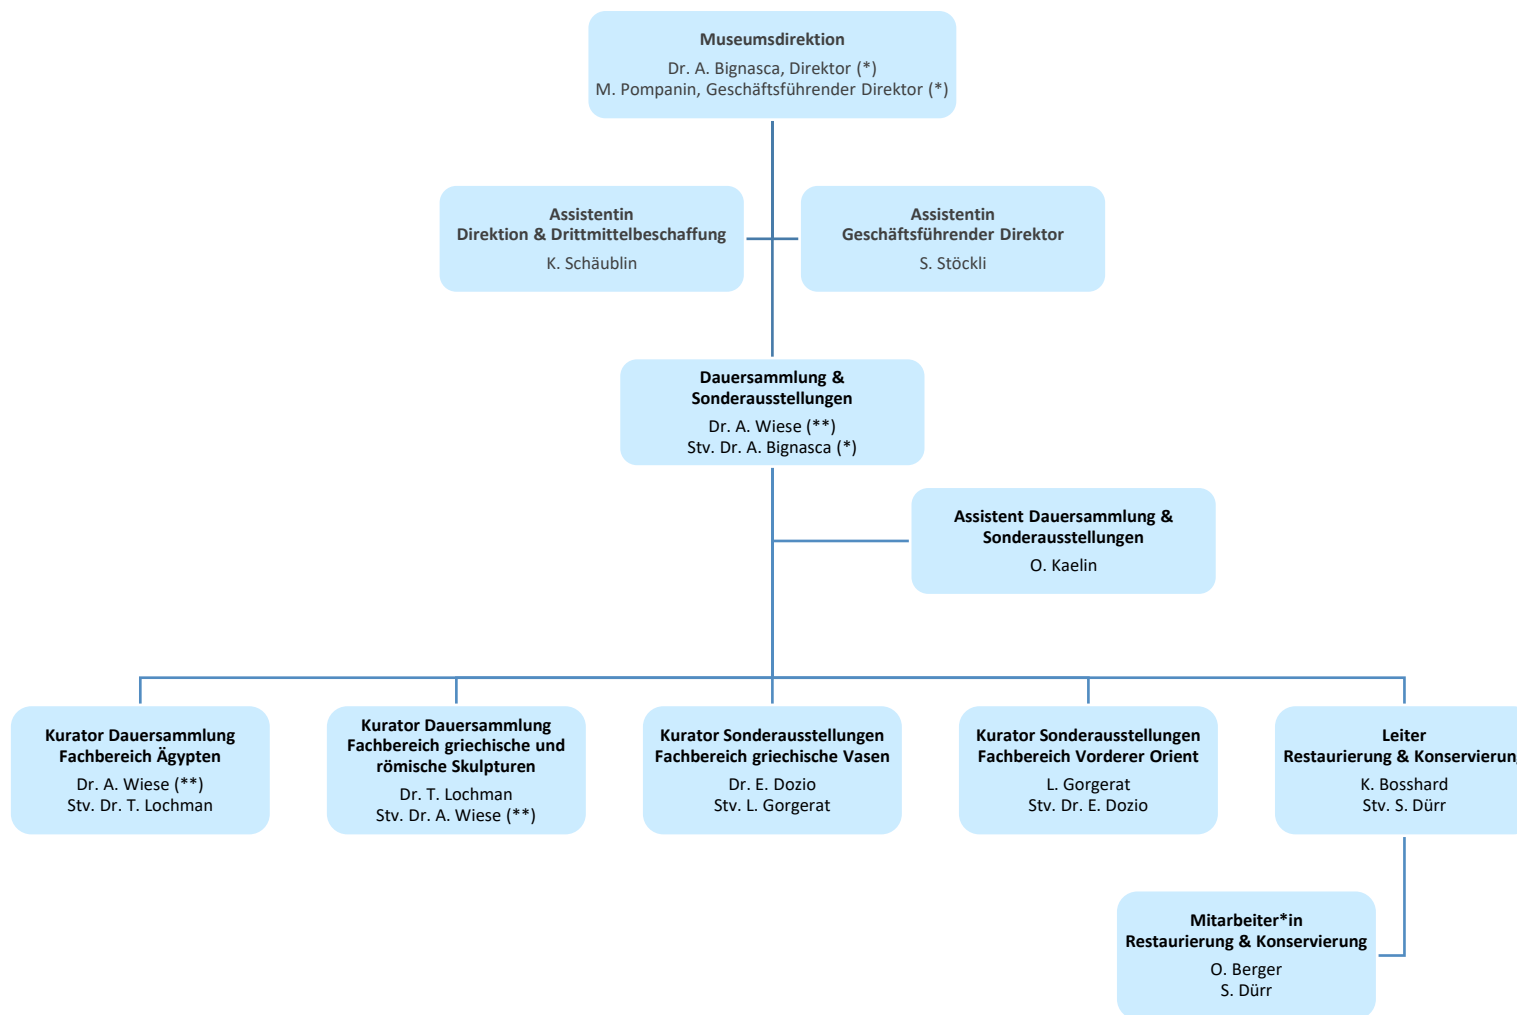 Museumsdirektion
Dr. A. Bignasca, Direktor (*)
M. Pompanin, Geschäftsführender Direktor (*)
Assistentin
Direktion & Drittmittelbeschaffung
K. Schäublin
Assistentin
Geschäftsführender Direktor
S. Stöckli
Dauersammlung &
Sonderausstellungen
Dr. A. Wiese (**)
Stv. Dr. A. Bignasca (*)
Assistent Dauersammlung &
Sonderausstellungen
O. Kaelin
Kurator Dauersammlung
Fachbereich Ägypten
Dr. A. Wiese (**)
Stv. Dr. T. Lochman
Kurator Dauersammlung
Fachbereich griechische und
römische Skulpturen
Dr. T. Lochman
Stv. Dr. A. Wiese (**)
Kurator Sonderausstellungen
Fachbereich griechische Vasen
Dr. E. Dozio
Stv. L. Gorgerat
Kurator Sonderausstellungen
Fachbereich Vorderer Orient
L. Gorgerat
Stv. Dr. E. Dozio
Leiter
Restaurierung & Konservierung
K. Bosshard
Stv. S. Dürr
Mitarbeiter*in
Restaurierung & Konservierung
O. Berger
S. Dürr